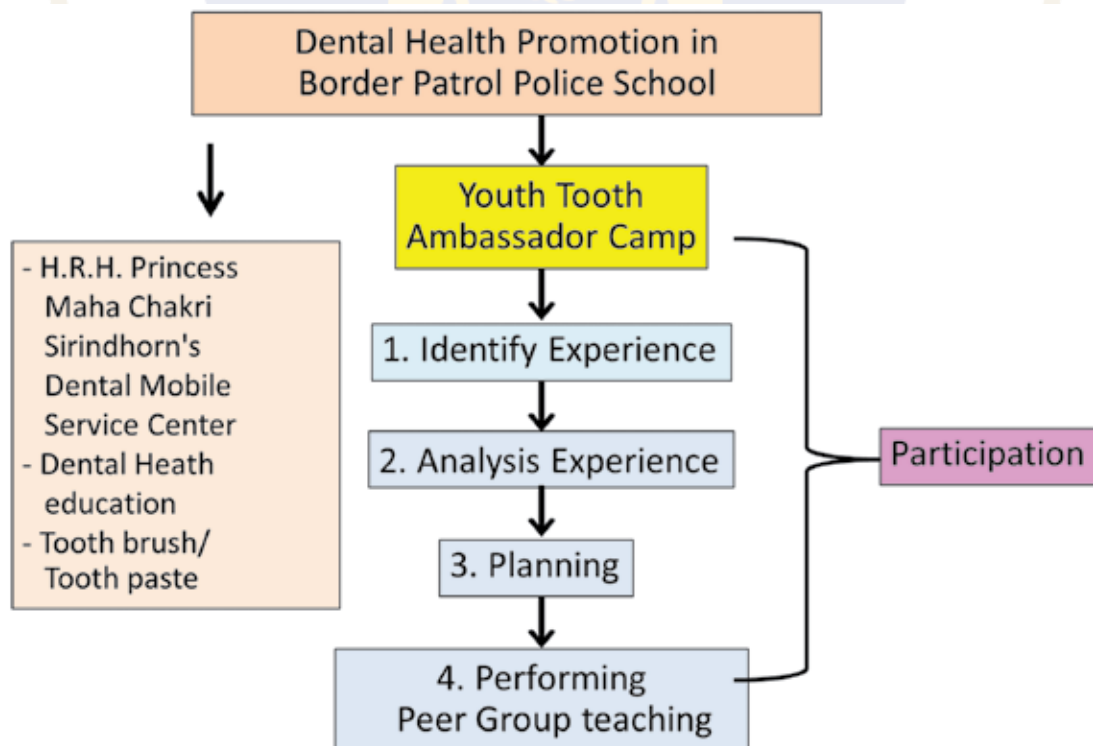 Dental Health Promotion in
Border Patrol Police School
Youth Tooth
Ambassador Camp
- H.R.H. Princess
Maha Chakri
Sirindhorn's
Dental Mobile
Service Center
- Dental Heath
education
- Tooth brush/
Tooth paste
1. Identify Experience
2. Analysis Experience
3. Planning
4. Performing
Peer Group teaching
Participation